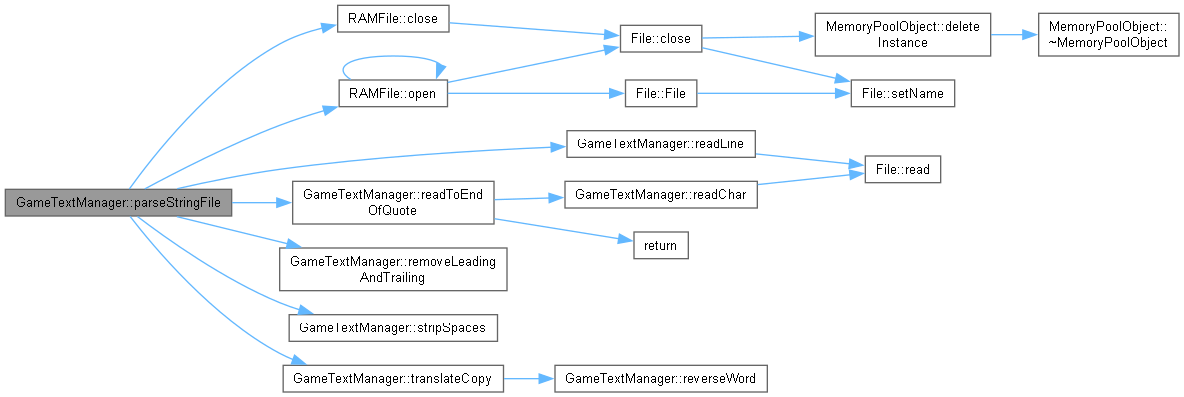 RAMFile::close
File::close
MemoryPoolObject::delete
Instance
MemoryPoolObject::
~MemoryPoolObject
RAMFile::open
File::File
File::setName
GameTextManager::readLine
File::read
GameTextManager::parseStringFile
GameTextManager::readToEnd
OfQuote
GameTextManager::readChar
return
GameTextManager::removeLeading
AndTrailing
GameTextManager::stripSpaces
GameTextManager::translateCopy
GameTextManager::reverseWord